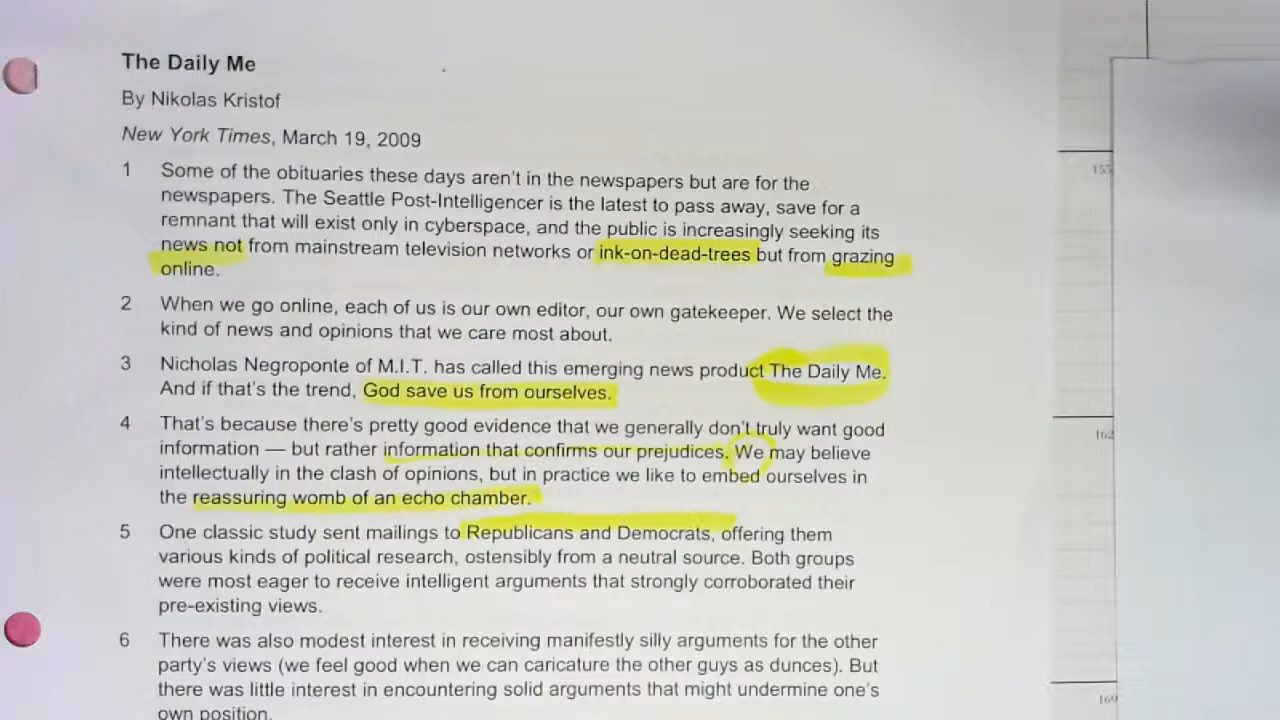 The Daily Me
By Nikolas Kristof
New York Times, March 19, 2009
1 Some of the obituaries these days aren't in the newspapers but are for the
newspapers. The Seattle Post-Intelligencer is the latest to pass away, save for a
remnant that will exist only in cyberspace, and the public is increasingly seeking its
news not from mainstream television networks or ink-on-dead-trees but from grazing
online.
2 When we go online, each of us is our own editor, our own gatekeeper. We select the
kind of news and opinions that we care most about.
3 Nicholas Negroponte of M.I.T. has called this emerging news product The Daily Me.
And if that's the trend, God save us from ourselves.
4 That's because there's pretty good evidence that we generally don't truly want good
information — but rather information that confirms our prejudices. We may believe
intellectually in the clash of opinions, but in practice we like to embed ourselves in
the reassuring womb of an echo chamber.
5 One classic study sent mailings to Republicans and Democrats, offering them
various kinds of political research, ostensibly from a neutral source. Both groups
were most eager to receive intelligent arguments that strongly corroborated their
pre-existing views.
6 There was also modest interest in receiving manifestly silly arguments for the other
party's views (we feel good when we can caricature the other guys as dunces). But
there was little interest in encountering solid arguments that might undermine one's
own position.
155
162
169